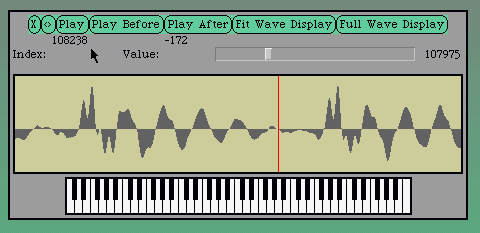 X <> Play Play Before Play After Fit Wave Display Full Wave Display
108238 -172
Index: Value: 107975